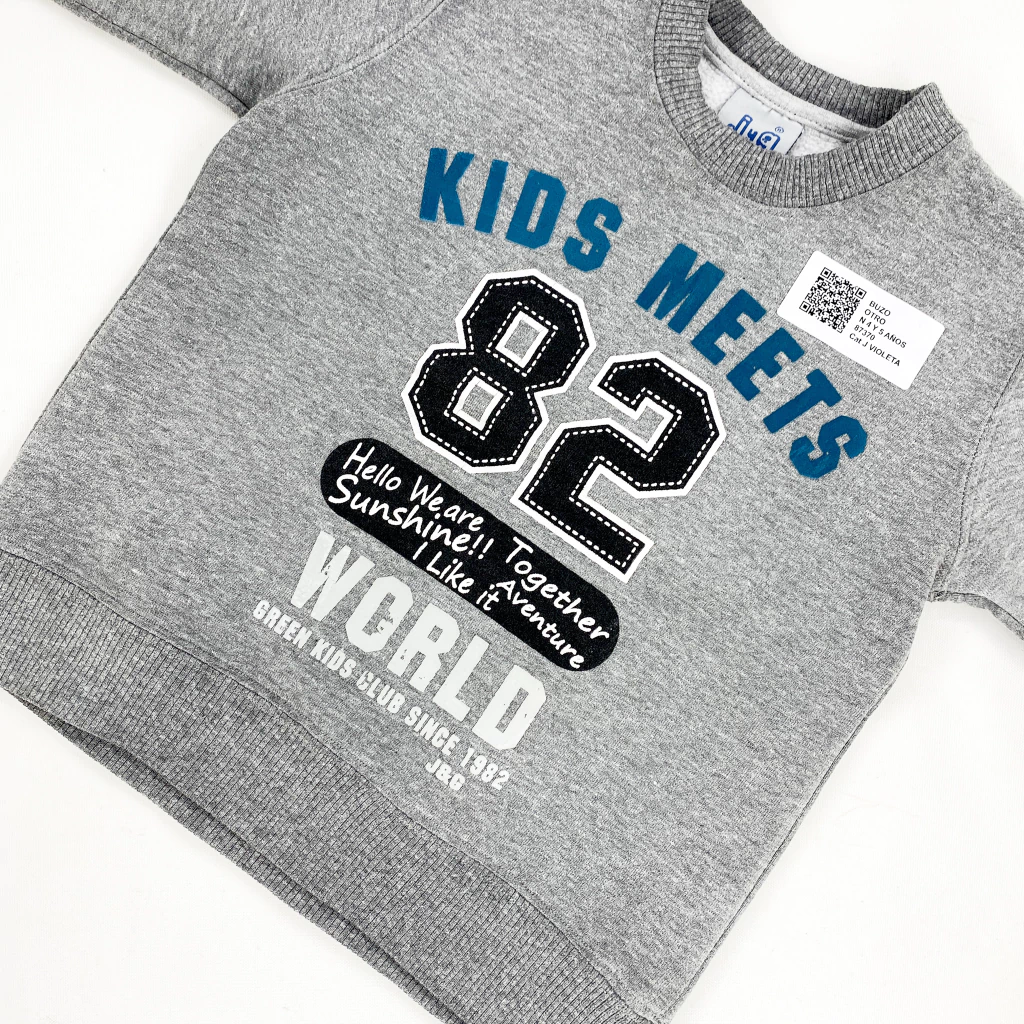 j&g®
KIDS MEETS
82
BUZO
OTRO
N 4 Y 5 AÑOS
87370
Cat J VIOLETA
Hello We,are Together
Sunshine!! Aventure
I Like it
WORLD
GREEN KIDS CLUB SINCE 1982
J&G